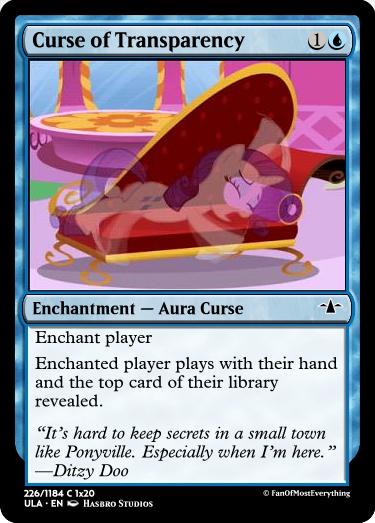 Curse of Transparency
1
Enchantment — Aura Curse
Enchant player
Enchanted player plays with their hand
and the top card of their library
revealed.
"It's hard to keep secrets in a small town
like Ponyville. Especially when I'm here."
—Ditzy Doo
226/1184 C 1x20
ULA • EN Hasbro Studios
© FanOfMostEverything